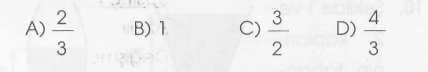 A) 2/3 B) 1 C) 3/2 D) 4/3